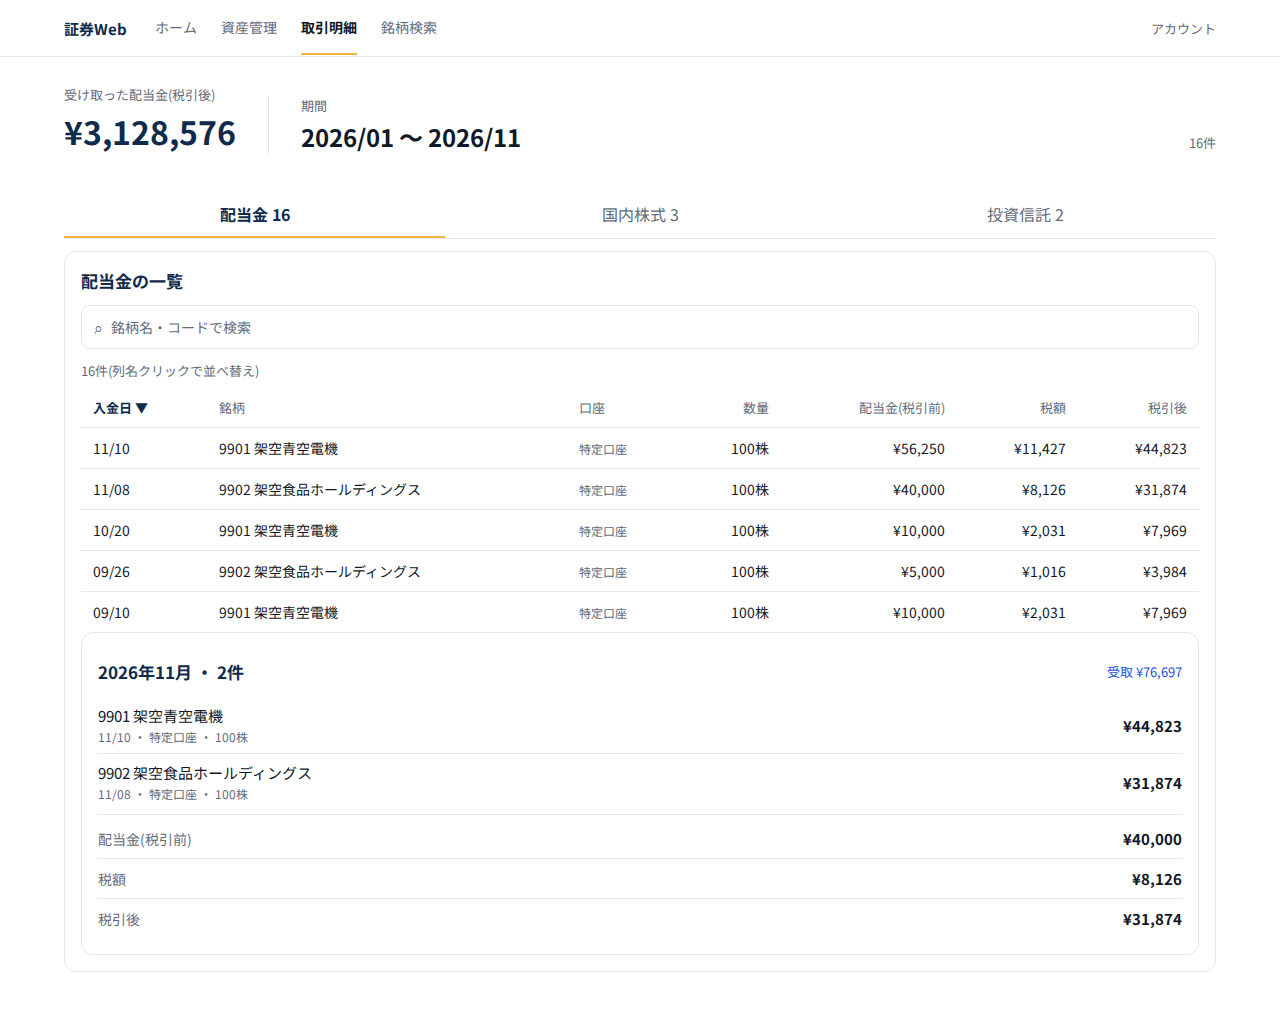 証券Web ホーム 資産管理 取引明細 銘柄検索 アカウント
受け取った配当金(税引後)
¥3,128,576
期間
2026/01 〜 2026/11
16件
配当金 16 国内株式 3 投資信託 2
配当金の一覧
⌕ 銘柄名・コードで検索
16件(列名クリックで並べ替え)
入金日▼ 銘柄 口座 数量 配当金(税引前) 税額 税引後
11/10 9901 架空青空電機 特定口座 100株 ¥56,250 ¥11,427 ¥44,823
11/08 9902 架空食品ホールディングス 特定口座 100株 ¥40,000 ¥8,126 ¥31,874
10/20 9901 架空青空電機 特定口座 100株 ¥10,000 ¥2,031 ¥7,969
09/26 9902 架空食品ホールディングス 特定口座 100株 ¥5,000 ¥1,016 ¥3,984
09/10 9901 架空青空電機 特定口座 100株 ¥10,000 ¥2,031 ¥7,969
2026年11月 ・ 2件 受取 ¥76,697
9901 架空青空電機
11/10 ・ 特定口座 ・ 100株
¥44,823
9902 架空食品ホールディングス
11/08 ・ 特定口座 ・ 100株
¥31,874
配当金(税引前) ¥40,000
税額 ¥8,126
税引後 ¥31,874